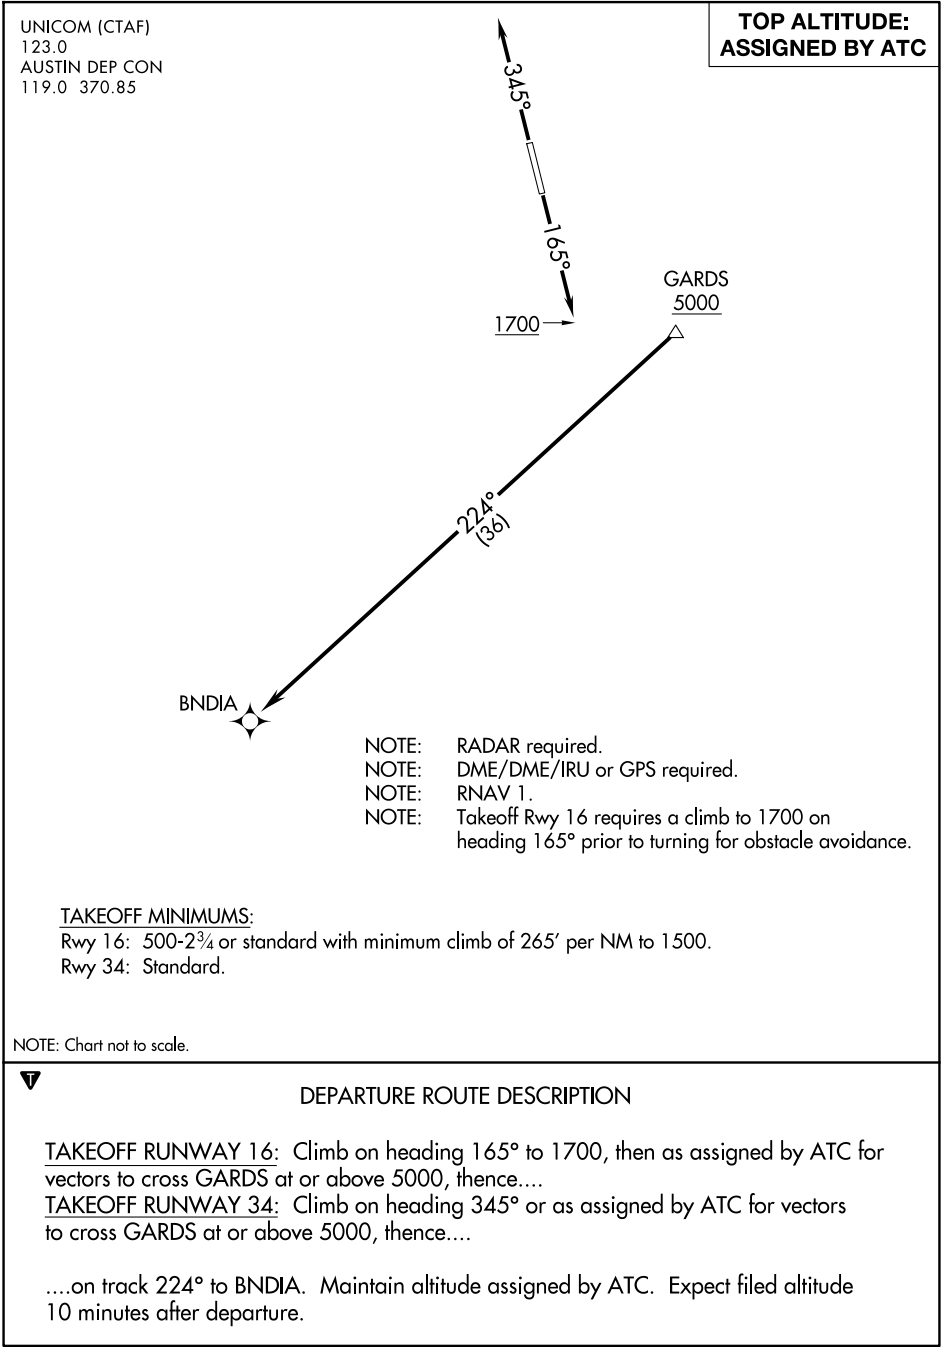 UNICOM (CTAF)
123.0
AUSTIN DEP CON
119.0 370.85
TOP ALTITUDE:
ASSIGNED BY ATC
345°
165°
1700
GARDS
5000
224°
(36)
BNDIA
NOTE: RADAR required.
NOTE: DME/DME/IRU or GPS required.
NOTE: RNAV 1.
NOTE: Takeoff Rwy 16 requires a climb to 1700 on
heading 165° prior to turning for obstacle avoidance.
TAKEOFF MINIMUMS:
Rwy 16: 500-2¾ or standard with minimum climb of 265' per NM to 1500.
Rwy 34: Standard.
NOTE: Chart not to scale.
T
DEPARTURE ROUTE DESCRIPTION
TAKEOFF RUNWAY 16: Climb on heading 165° to 1700, then as assigned by ATC for
vectors to cross GARDS at or above 5000, thence....
TAKEOFF RUNWAY 34: Climb on heading 345° or as assigned by ATC for vectors
to cross GARDS at or above 5000, thence....
....on track 224° to BNDIA. Maintain altitude assigned by ATC. Expect filed altitude
10 minutes after departure.